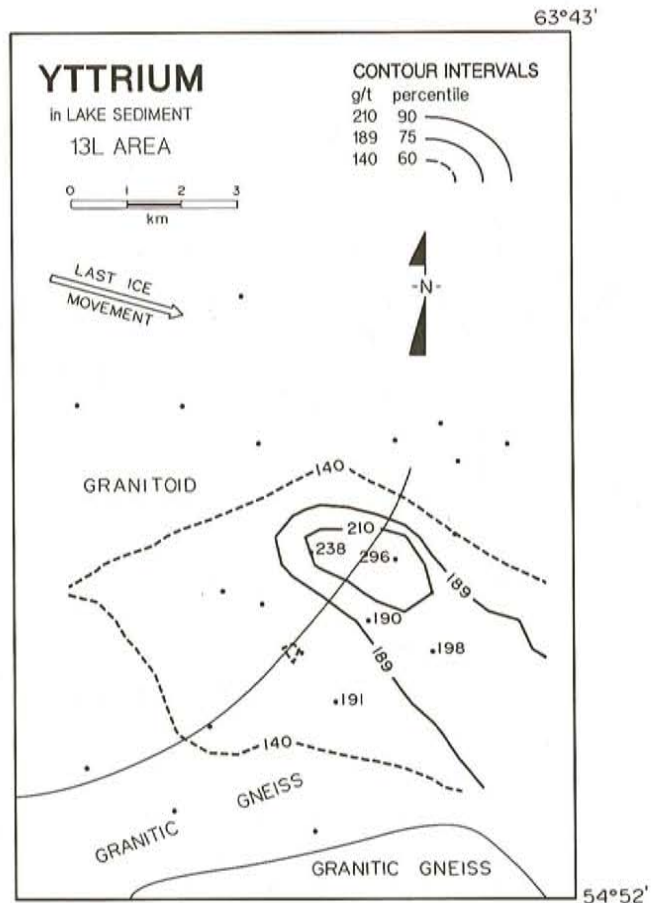 63°43'
YTTRIUM
in LAKE SEDIMENT
13L AREA
0 1 2 3
km
CONTOUR INTERVALS
g/t percentile
210 90
189 75
140 60
LAST ICE
MOVEMENT
-N-
GRANITOID
140
210
238 296
189
190
198
189
191
140
GRANITIC GNEISS
GRANITIC GNEISS
54°52'